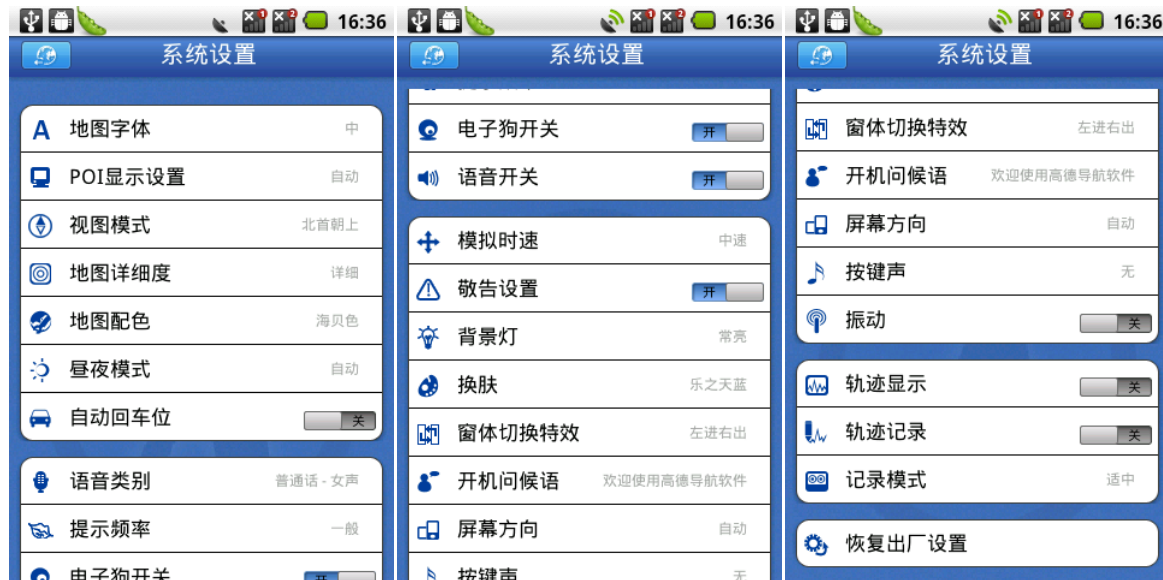 16:36
系统设置
A 地图字体 中
POI显示设置 自动
视图模式 北首朝上
地图详细度 详细
地图配色 海贝色
昼夜模式 自动
自动回车位 关
语音类别 普通话 - 女声
提示频率 一般
电子狗开关 开
16:36
系统设置
电子狗开关 开
语音开关 开
模拟时速 中速
敬告设置 开
背景灯 常亮
换肤 乐之天蓝
窗体切换特效 左进右出
开机问候语 欢迎使用高德导航软件
屏幕方向 自动
按键声 无
16:36
系统设置
窗体切换特效 左进右出
开机问候语 欢迎使用高德导航软件
屏幕方向 自动
按键声 无
振动 关
轨迹显示 关
轨迹记录 关
记录模式 适中
恢复出厂设置